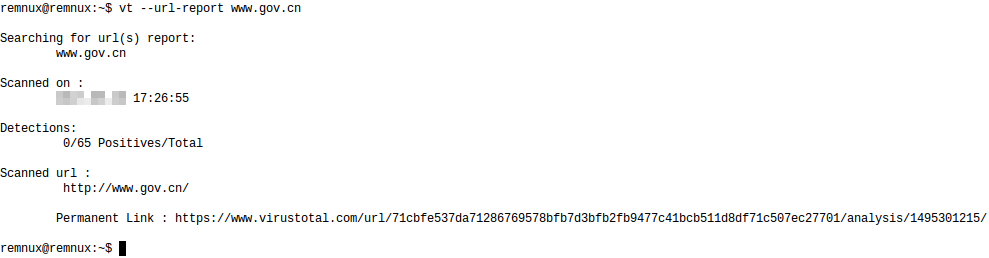 remnux@remnux:~$ vt --url-report www.gov.cn
Searching for url(s) report:
www.gov.cn
Scanned on :
17:26:55
Detections:
0/65 Positives/Total
Scanned url :
http://www.gov.cn/
Permanent Link : https://www.virustotal.com/url/71cbfe537da71286769578bfb7d3bfb2fb9477c41bcb511d8df71c507ec27701/analysis/1495301215/
remnux@remnux:~$